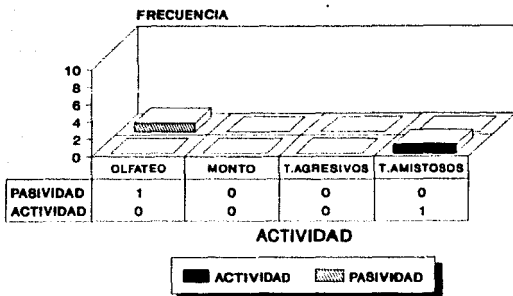 FRECUENCIA
10
8
6
4
2
0
OLFATEO MONTO T.AGRESIVOS T.AMISTOSOS
PASIVIDAD 1 0 0 0
ACTIVIDAD 0 0 0 1
ACTIVIDAD
ACTIVIDAD PASIVIDAD